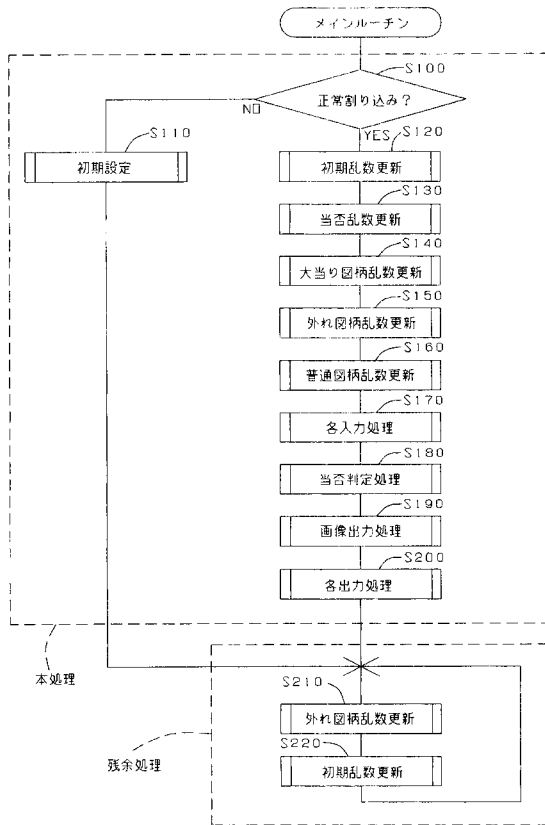 メインルーチン
S100
正常割り込み?
NO
YES
S110
初期設定
S120
初期乱数更新
S130
当否乱数更新
S140
大当り図柄乱数更新
S150
外れ図柄乱数更新
S160
普通図柄乱数更新
S170
各入力処理
S180
当否判定処理
S190
画像出力処理
S200
各出力処理
本処理
S210
外れ図柄乱数更新
S220
初期乱数更新
残余処理